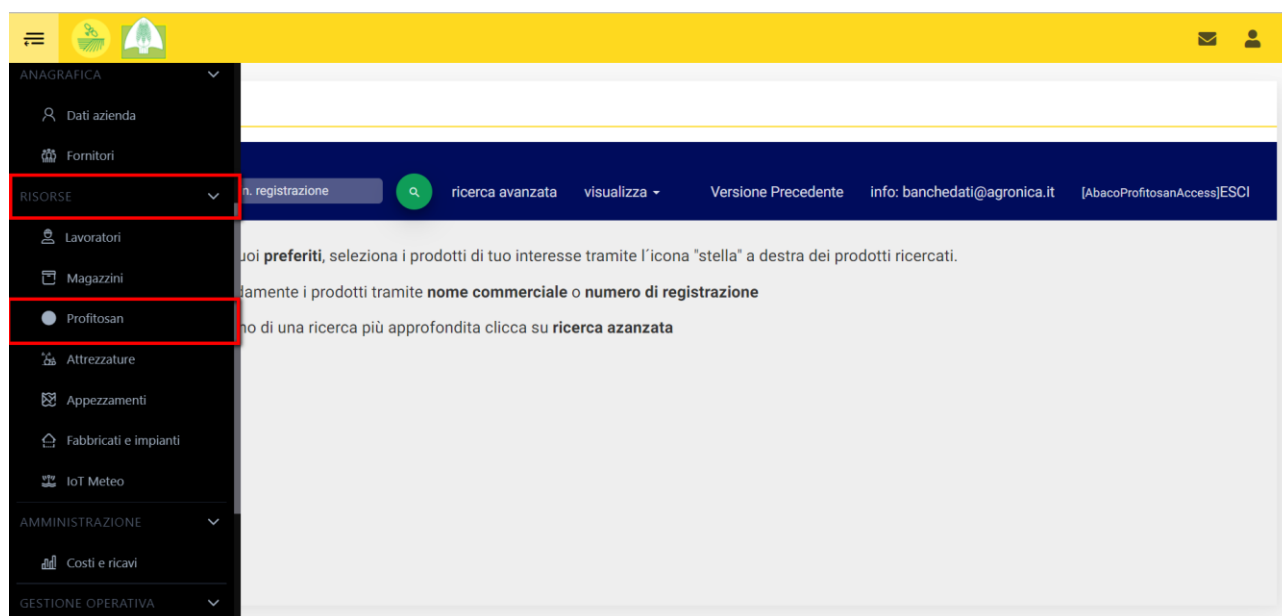 ANAGRAFICA
Dati azienda
Fornitori
RISORSE
Lavoratori
Magazzini
Profitosan
Attrezzature
Appezzamenti
Fabbricati e impianti
IoT Meteo
AMMINISTRAZIONE
Costi e ricavi
GESTIONE OPERATIVA
n. registrazione ricerca avanzata visualizza Versione Precedente info: banchedati@agronica.it [AbacoProfitosanAccess]ESCI
preferiti, seleziona i prodotti di tuo interesse tramite l´icona "stella" a destra dei prodotti ricercati.
damente i prodotti tramite nome commerciale o numero di registrazione
no di una ricerca più approfondita clicca su ricerca azanzata